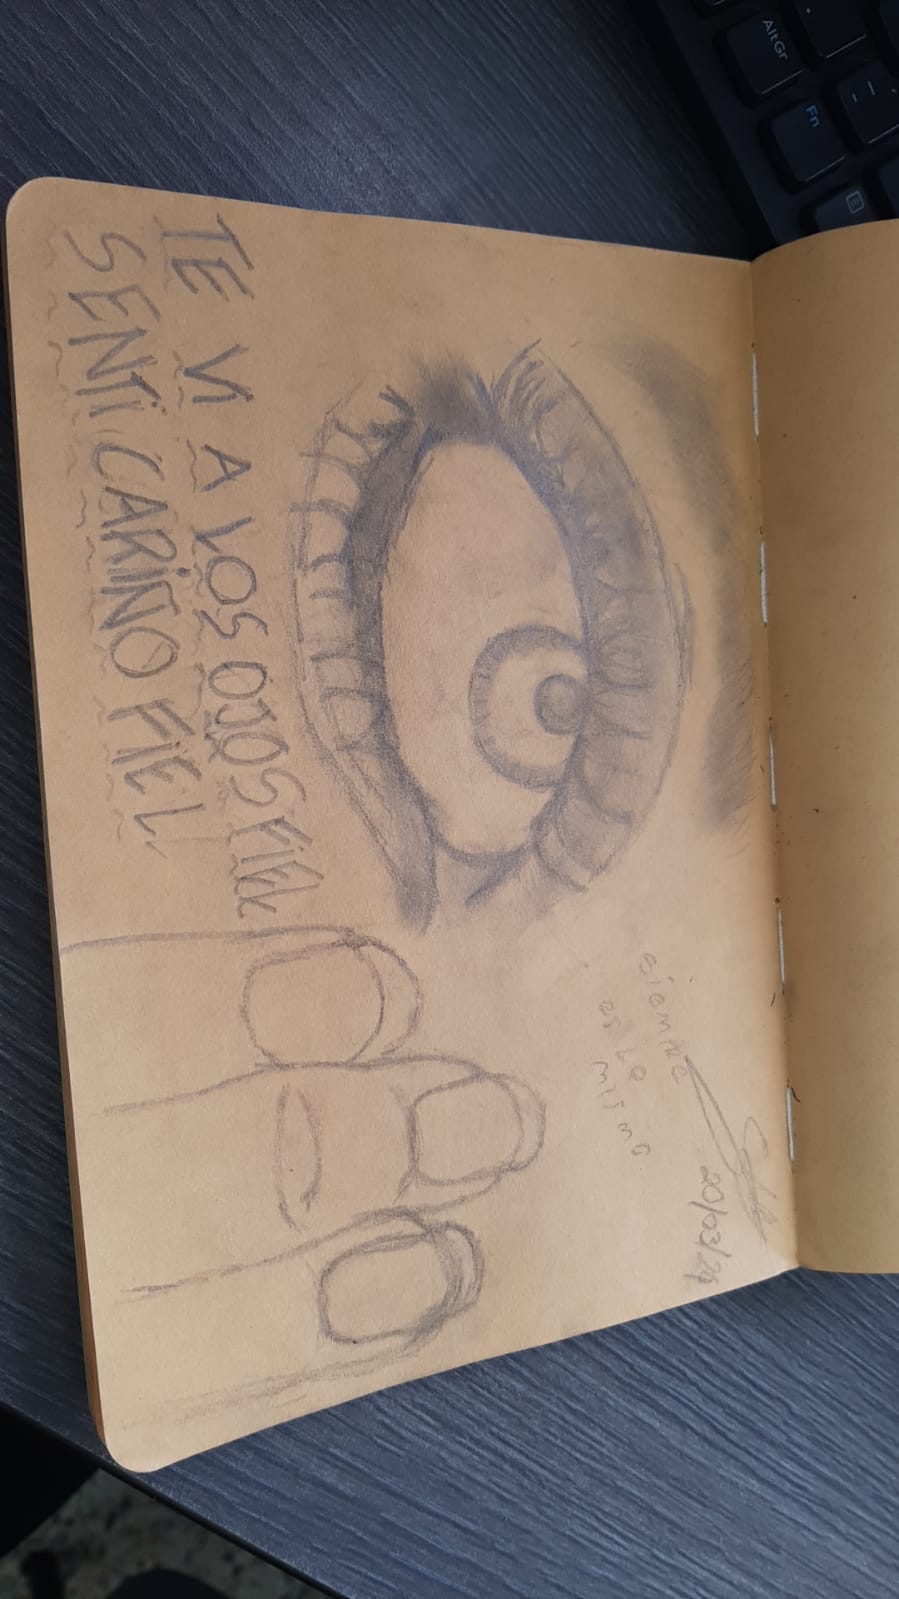 siempre
es lo
mismo
20/03/24
TE VI A LOS OJOS FIEL
SENTI CARIÑO FIEL
AltGr
Fn